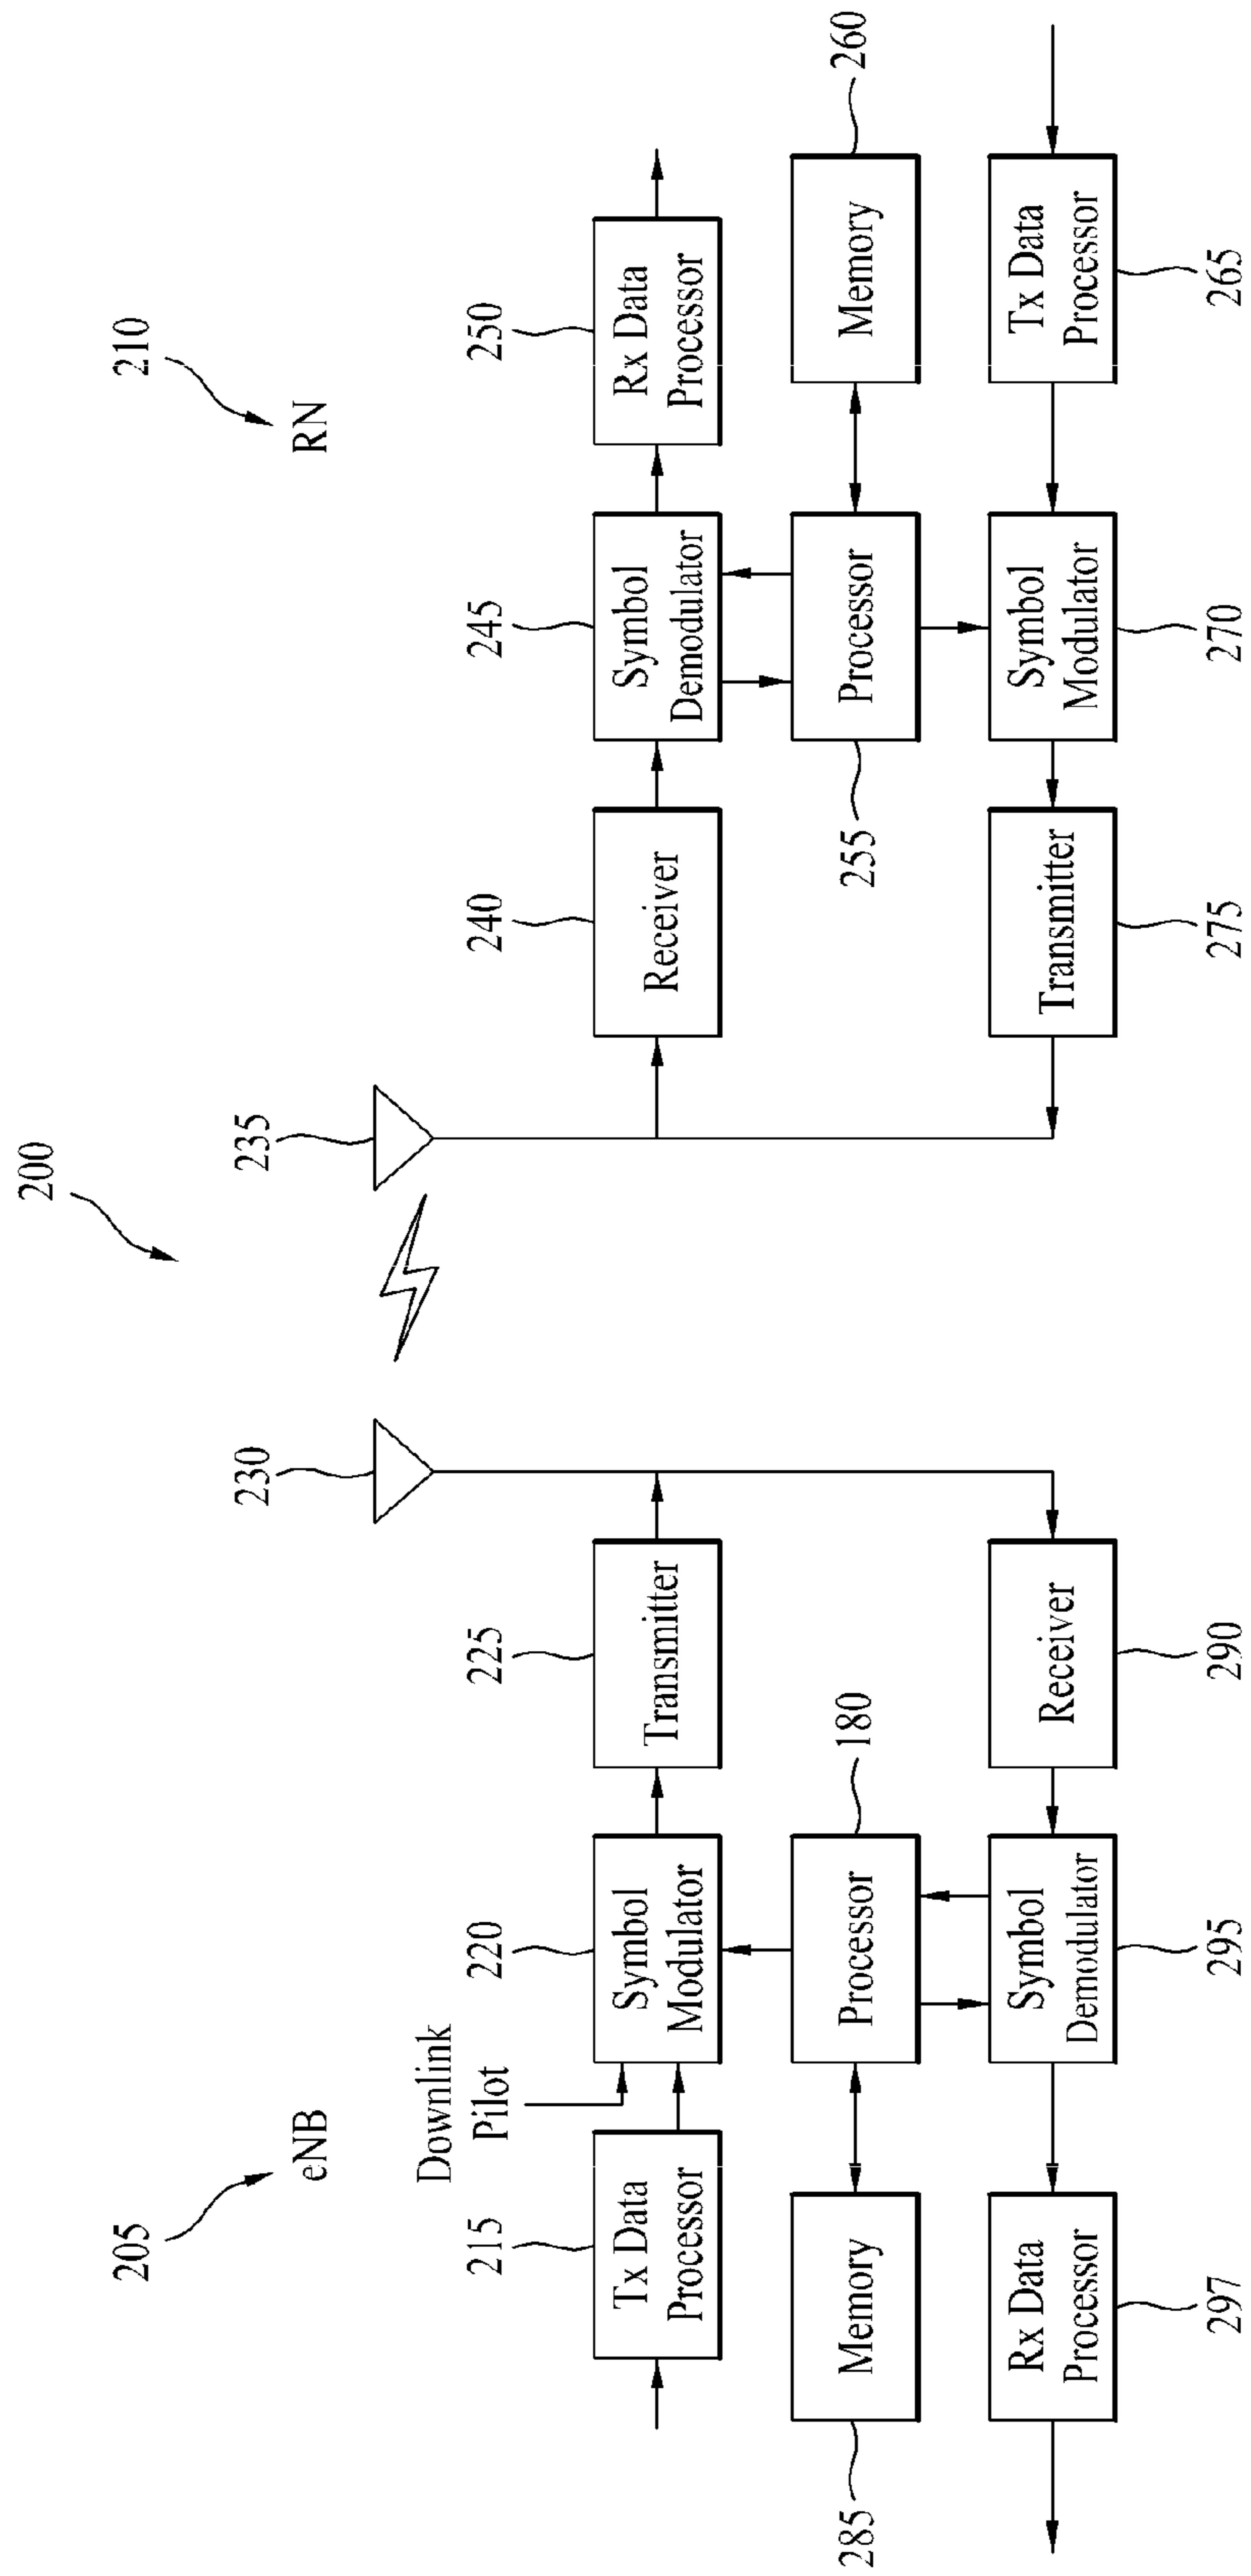 200
205
eNB
210
RN
230
235
Downlink
Pilot
215
Tx Data
Processor
220
Symbol
Modulator
225
Transmitter
240
Receiver
245
Symbol
Demodulator
250
Rx Data
Processor
285
Memory
180
Processor
255
Processor
260
Memory
297
Rx Data
Processor
295
Symbol
Demodulator
290
Receiver
275
Transmitter
270
Symbol
Modulator
265
Tx Data
Processor